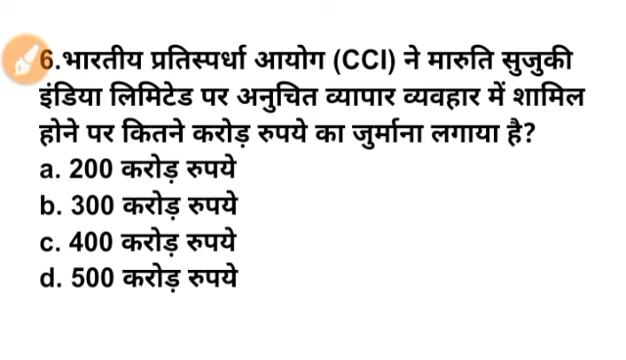 6.भारतीय प्रतिस्पर्धा आयोग (CCI) ने मारुति सुजुकी
इंडिया लिमिटेड पर अनुचित व्यापार व्यवहार में शामिल
होने पर कितने करोड़ रुपये का जुर्माना लगाया है?
a. 200 करोड़ रुपये
b. 300 करोड़ रुपये
c. 400 करोड़ रुपये
d. 500 करोड़ रुपये